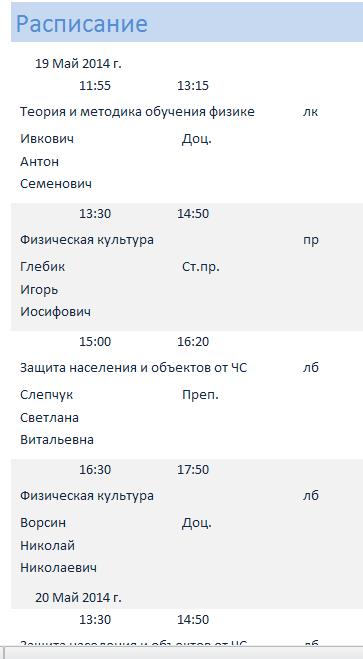 Расписание
19 Май 2014 г.
11:55 13:15
Теория и методика обучения физике лк
Ивкович Доц.
Антон
Семенович
13:30 14:50
Физическая культура пр
Глебик Ст.пр.
Игорь
Иосифович
15:00 16:20
Защита населения и объектов от ЧС лб
Слепчук Преп.
Светлана
Витальевна
16:30 17:50
Физическая культура лб
Ворсин Доц.
Николай
Николаевич
20 Май 2014 г.
13:30 14:50
Защита населения и объектов от ЧС лб